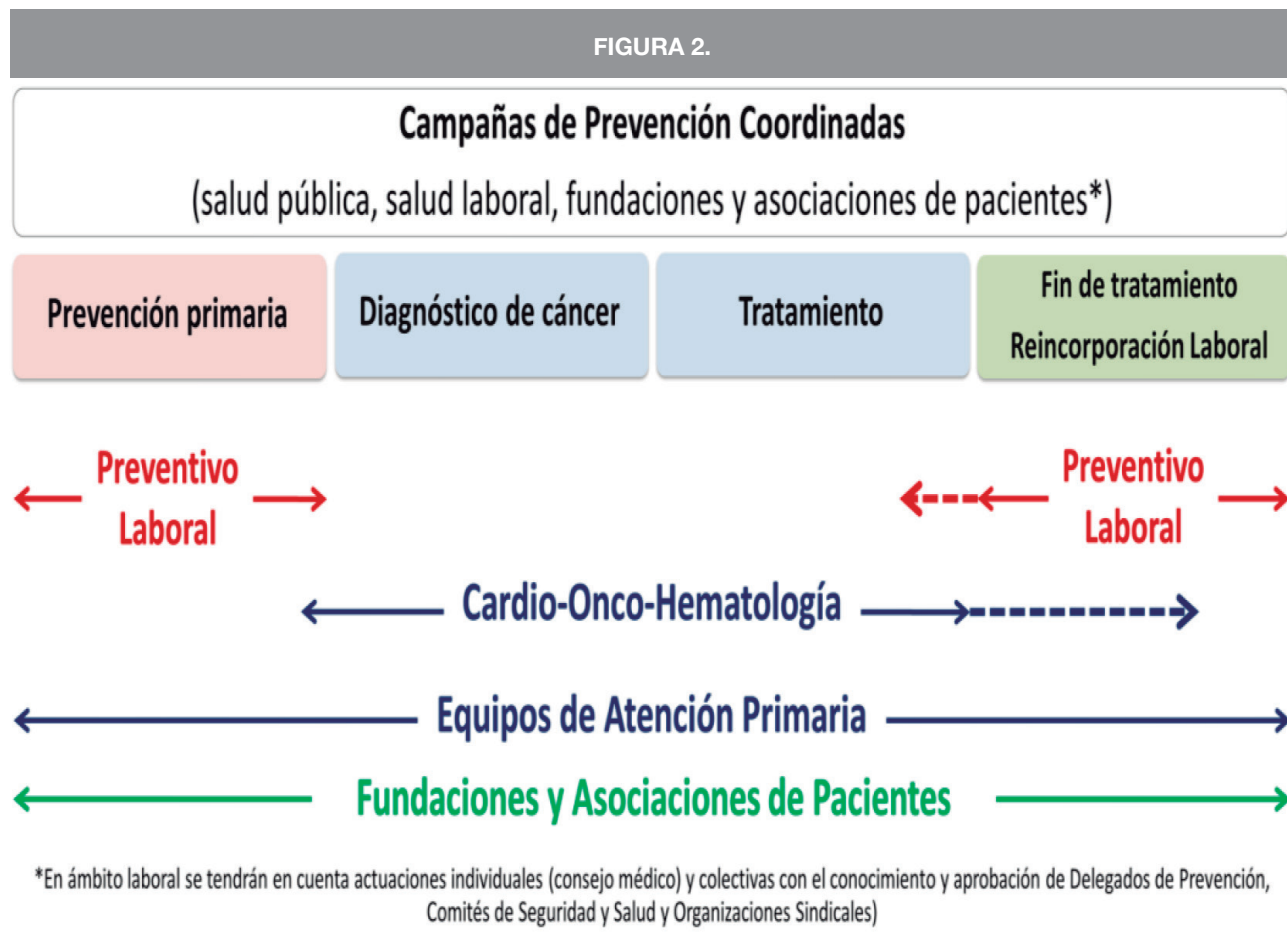 FIGURA 2.
Campañas de Prevención Coordinadas
(salud pública, salud laboral, fundaciones y asociaciones de pacientes*)
Prevención primaria
Diagnóstico de cáncer
Tratamiento
Fin de tratamiento
Reincorporación Laboral
Preventivo
Laboral
Preventivo
Laboral
Cardio-Onco-Hematología
Equipos de Atención Primaria
Fundaciones y Asociaciones de Pacientes
*En ámbito laboral se tendrán en cuenta actuaciones individuales (consejo médico) y colectivas con el conocimiento y aprobación de Delegados de Prevención,
Comités de Seguridad y Salud y Organizaciones Sindicales)